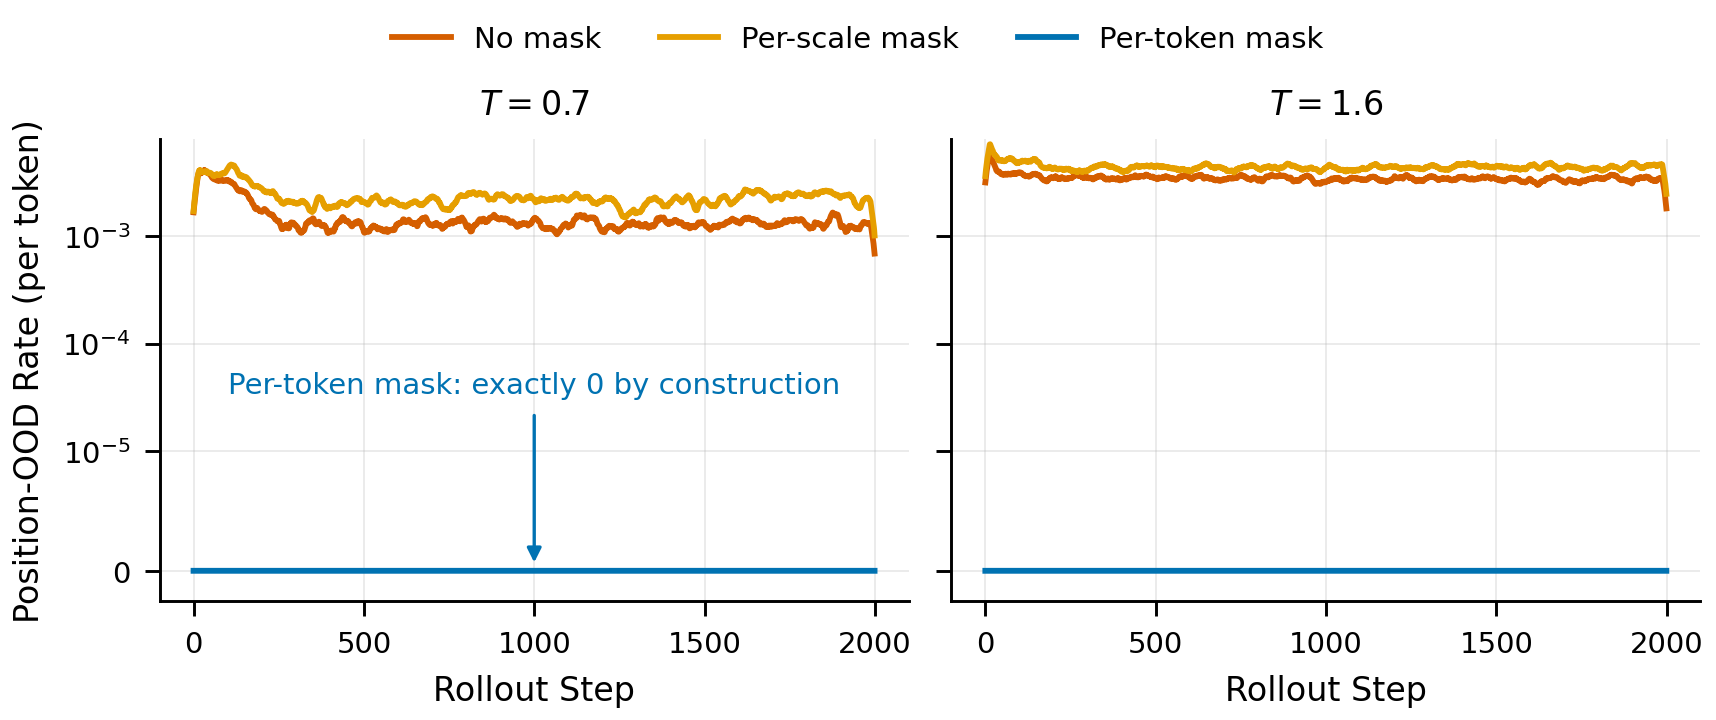 No mask Per-scale mask Per-token mask
T = 0.7
T = 1.6
Position-OOD Rate (per token)
10⁻³
10⁻⁴
10⁻⁵
0
Per-token mask: exactly 0 by construction
0 500 1000 1500 2000
0 500 1000 1500 2000
Rollout Step
Rollout Step